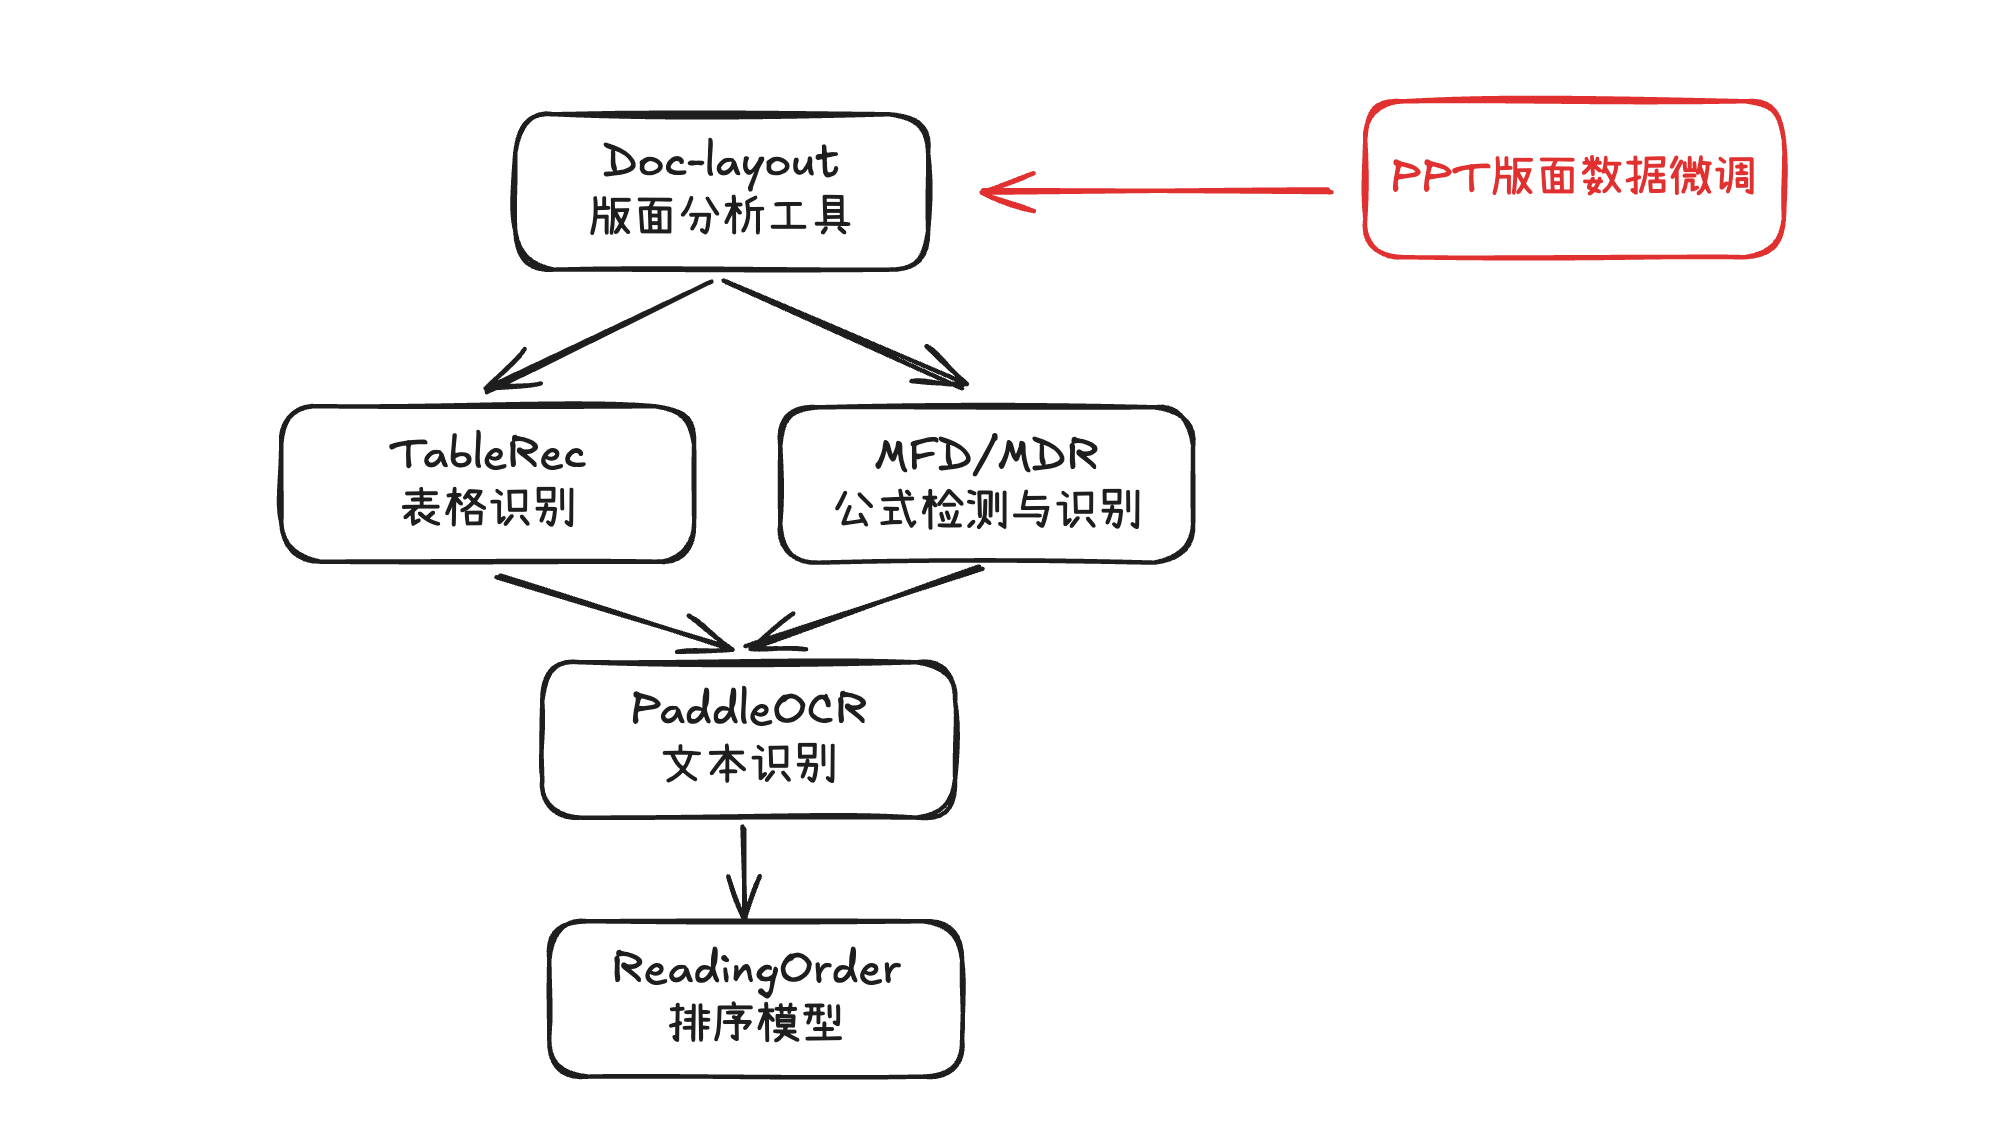 Doc-layout
版面分析工具
PPT版面数据微调
TableRec
表格识别
MFD/MDR
公式检测与识别
PaddleOCR
文本识别
ReadingOrder
排序模型